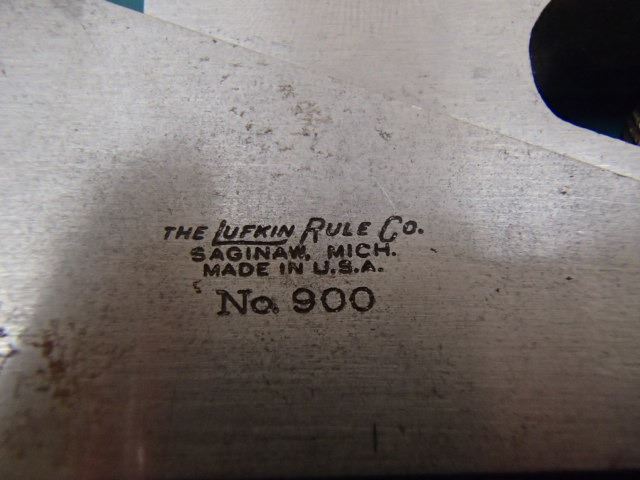 THE LUFKIN RULE CO.
SAGINAW, MICH.
MADE IN U.S.A.
No. 900